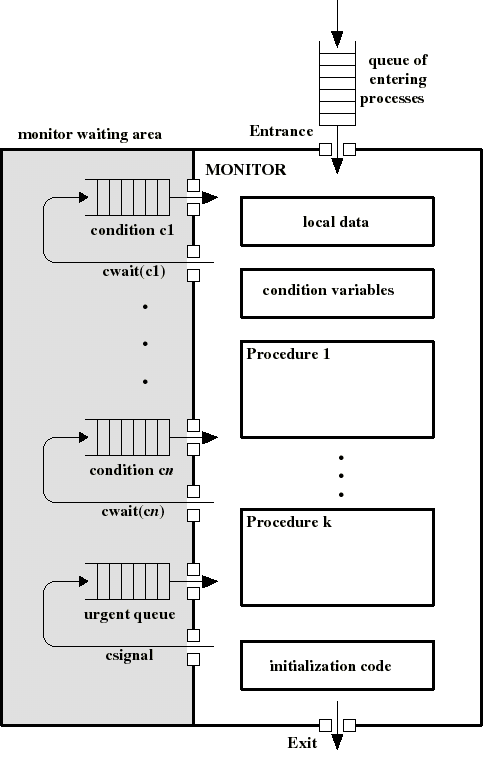 queue of
entering
processes
Entrance
monitor waiting area
MONITOR
condition c1
local data
cwait(c1)
condition variables
Procedure 1
condition cn
cwait(cn)
Procedure k
urgent queue
csignal
initialization code
Exit